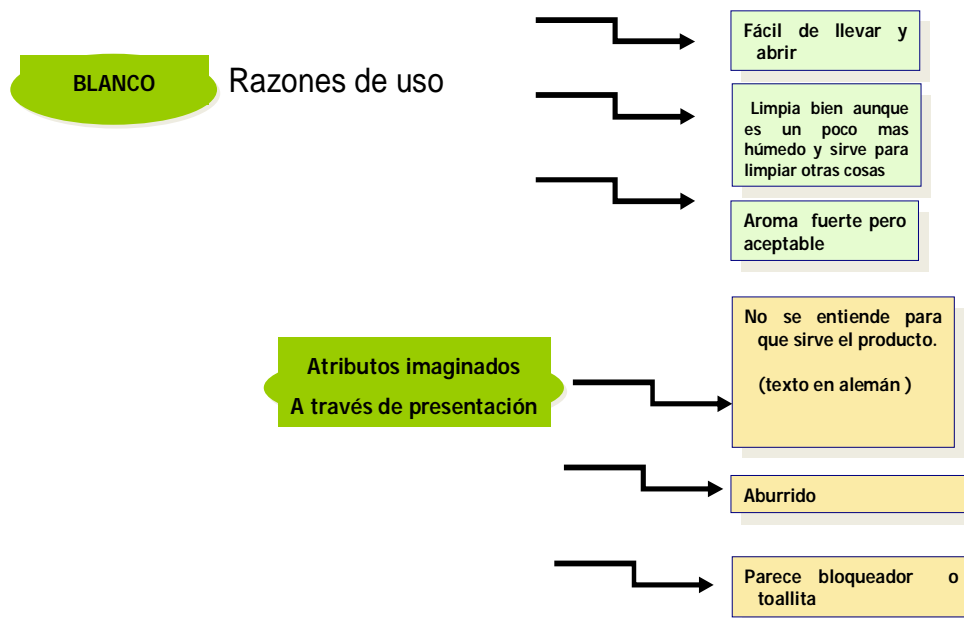 BLANCO
Razones de uso
Fácil de llevar y
abrir
Limpia bien aunque
es un poco mas
húmedo y sirve para
limpiar otras cosas
Aroma fuerte pero
aceptable
Atributos imaginados
A través de presentación
No se entiende para
que sirve el producto.
(texto en alemán )
Aburrido
Parece bloqueador o
toallita